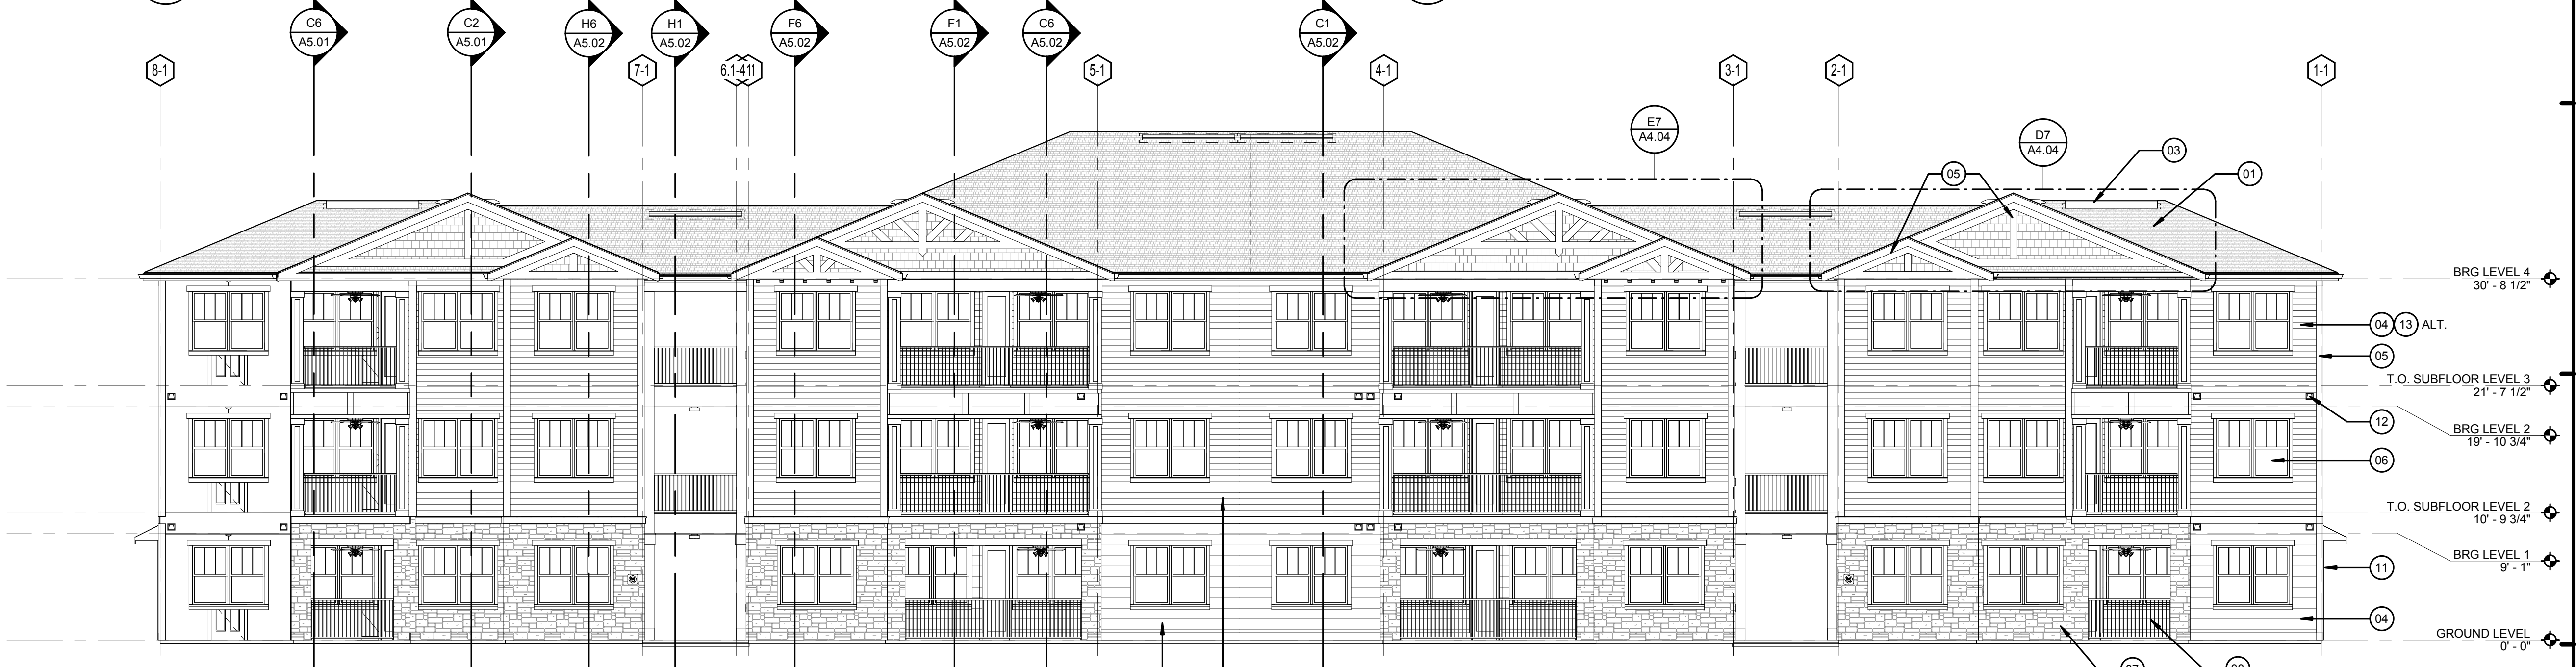 C6
A5.01
C2
A5.01
H6
A5.02
H1
A5.02
F6
A5.02
F1
A5.02
C6
A5.02
C1
A5.02
8-1
7-1
5-1
4-1
3-1
2-1
1-1
E7
A4.04
D7
A4.04
03
05
01
BRG LEVEL 4
30' - 8 1/2"
04 13 ALT.
05
T.O. SUBFLOOR LEVEL 3
21' - 7 1/2"
12
BRG LEVEL 2
19' - 10 3/4"
06
T.O. SUBFLOOR LEVEL 2
10' - 9 3/4"
BRG LEVEL 1
9' - 1"
11
04
GROUND LEVEL
0' - 0"